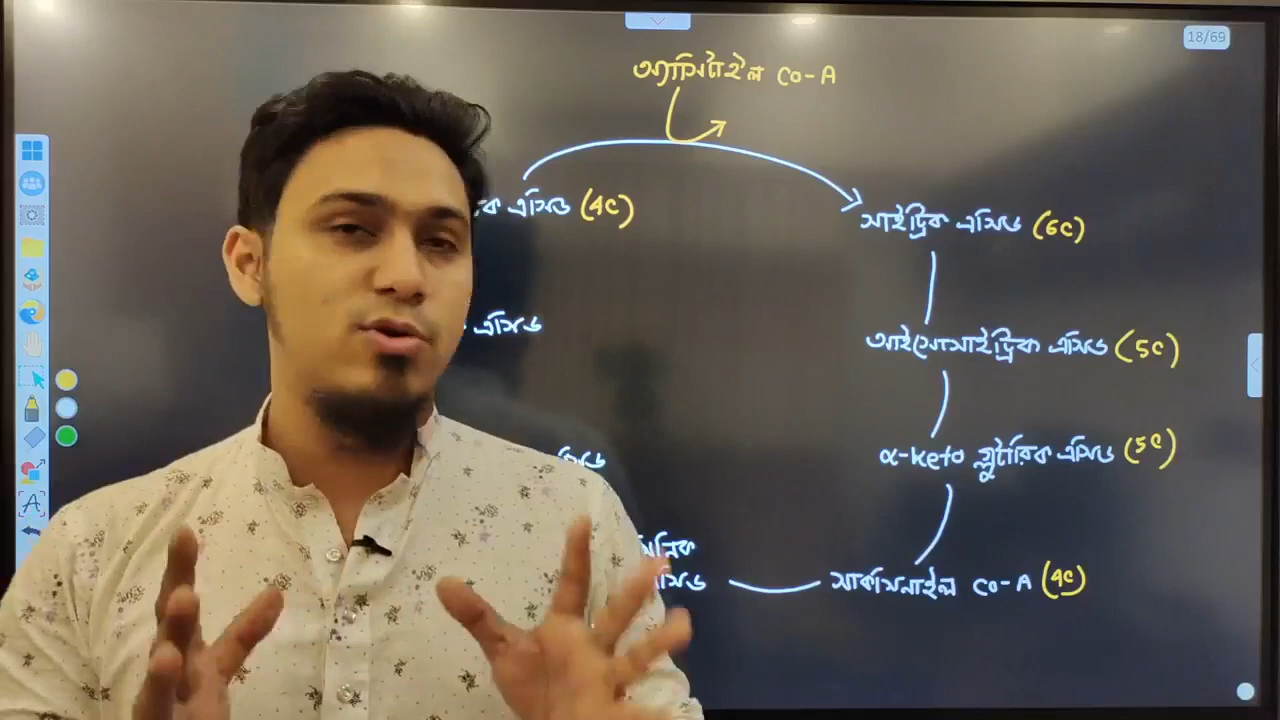 18/69
অ্যাসিটাইল Co-A
ক এসিড (4C)
সাইট্রিক এসিড (6C)
এসিড
আইসোসাইট্রিক এসিড (5C)
α-Keto গ্লুটারিক এসিড (5C)
সাকসিনাইল Co-A (4C)
A